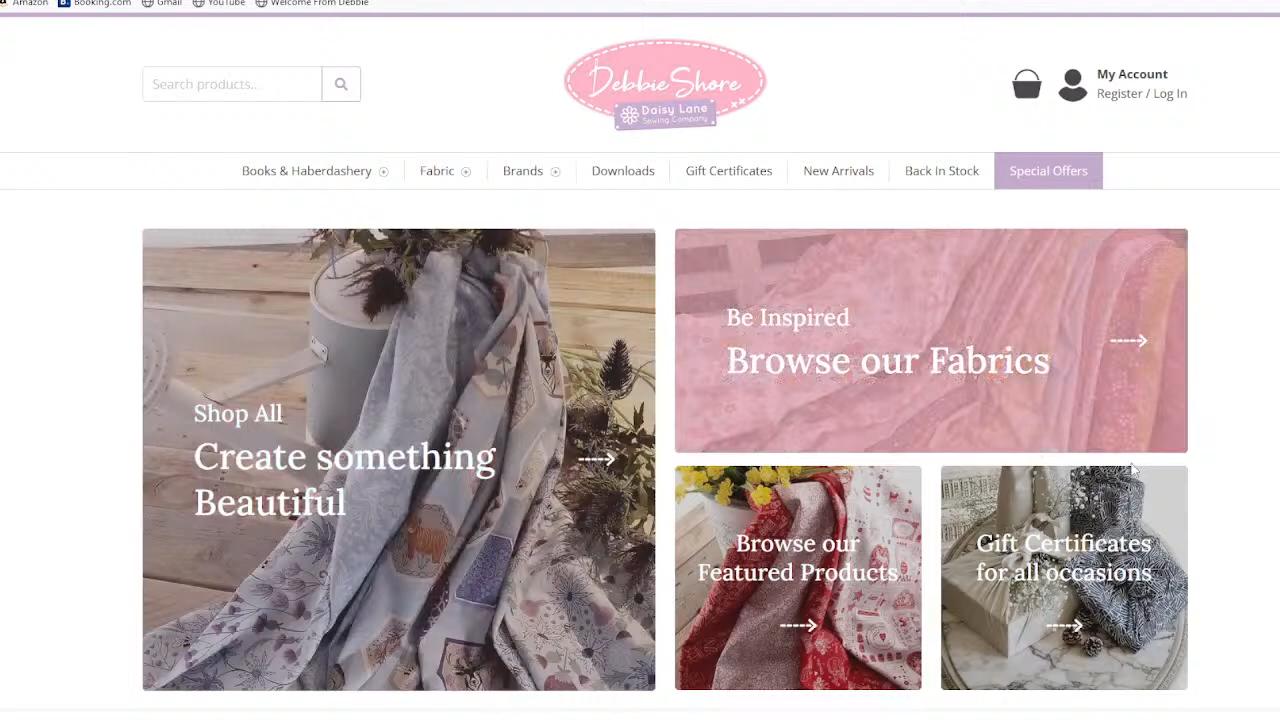 Amazon
Booking.com
Gmail
YouTube
Welcome From Debbie
Search products...
Debbie Shore
Daisy Lane
Sewing Company
My Account
Register / Log In
Books & Haberdashery
Fabric
Brands
Downloads
Gift Certificates
New Arrivals
Back In Stock
Special Offers
Shop All
Create something
Beautiful
Be Inspired
Browse our Fabrics
Browse our
Featured Products
Gift Certificates
for all occasions